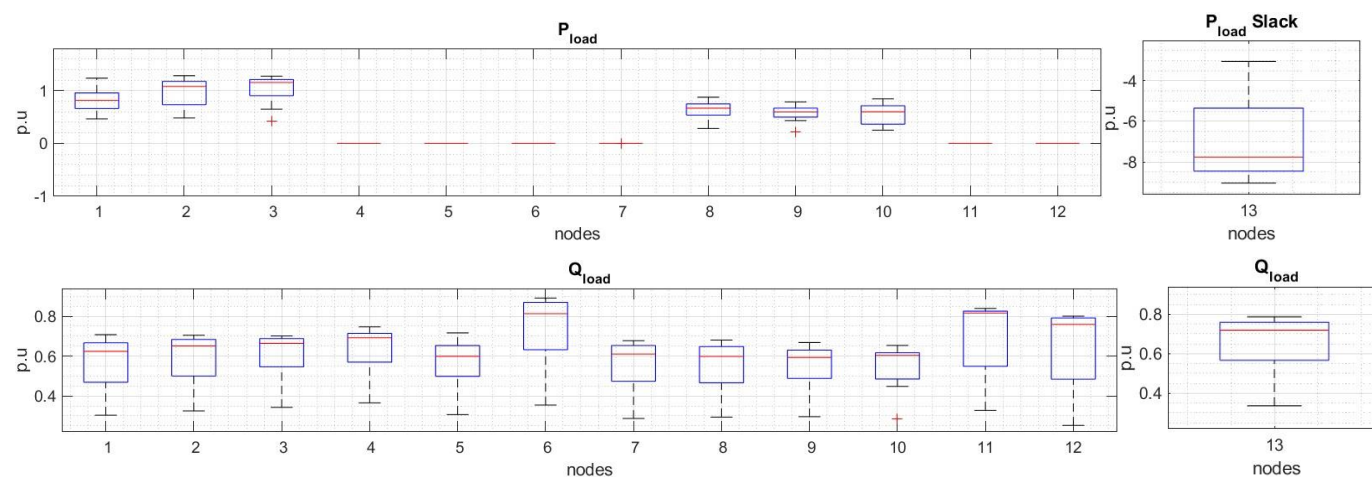 P_load
p.u
1
0
-1
1 2 3 4 5 6 7 8 9 10 11 12
nodes
P_load Slack
p.u
-4
-6
-8
13
nodes
Q_load
p.u
0.8
0.6
0.4
1 2 3 4 5 6 7 8 9 10 11 12
nodes
Q_load
p.u
0.8
0.6
0.4
13
nodes